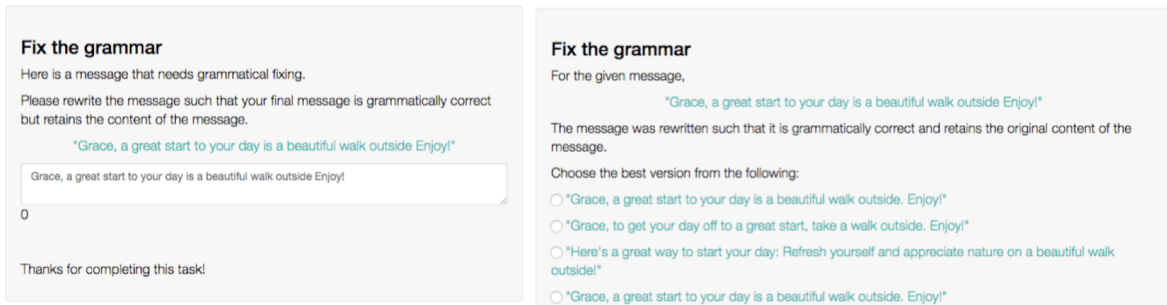 Fix the grammar
Here is a message that needs grammatical fixing.
Please rewrite the message such that your final message is grammatically correct
but retains the content of the message.
"Grace, a great start to your day is a beautiful walk outside Enjoy!"
Grace, a great start to your day is a beautiful walk outside Enjoy!
0
Thanks for completing this task!
Fix the grammar
For the given message,
"Grace, a great start to your day is a beautiful walk outside Enjoy!"
The message was rewritten such that it is grammatically correct and retains the original content of the
message.
Choose the best version from the following:
"Grace, a great start to your day is a beautiful walk outside. Enjoy!"
"Grace, to get your day off to a great start, take a walk outside. Enjoy!"
"Here's a great way to start your day: Refresh yourself and appreciate nature on a beautiful walk
outside!"
"Grace, a great start to your day is a beautiful walk outside. Enjoy!"